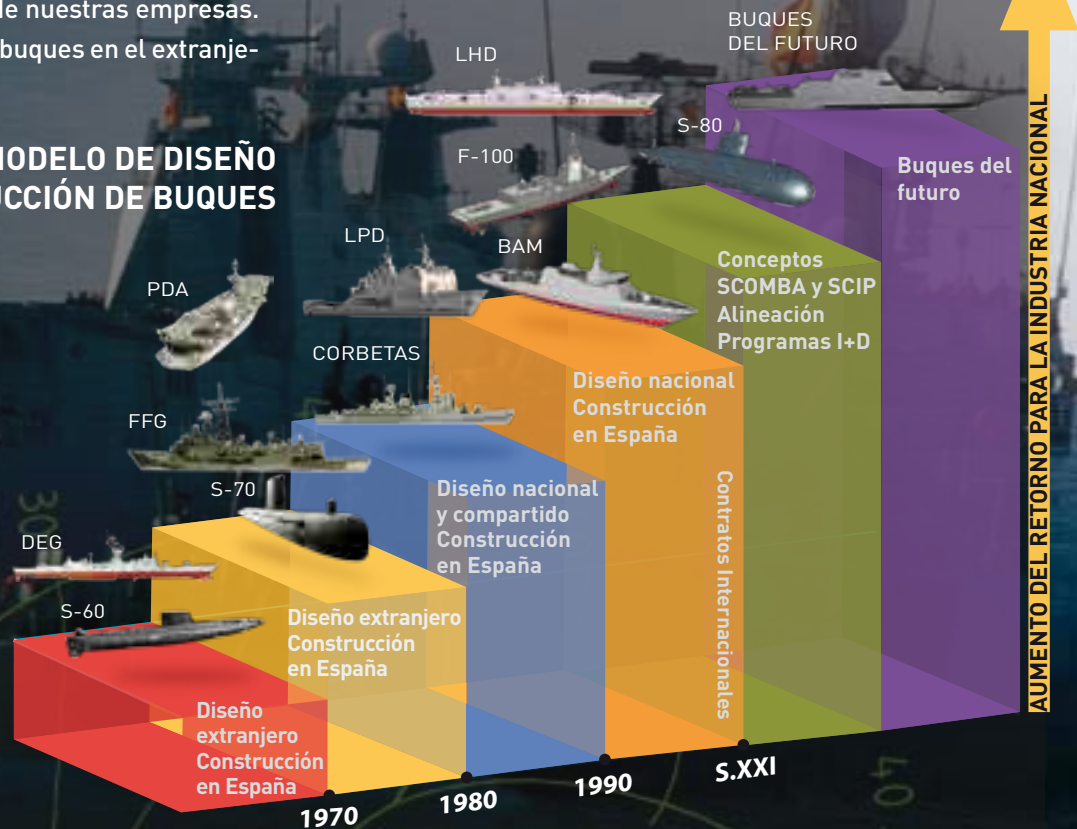 de nuestras empresas.
buques en el extranje-
MODELO DE DISEÑO
UCCIÓN DE BUQUES
BUQUES
DEL FUTURO
LHD
S-80
F-100
LPD
BAM
PDA
CORBETAS
FFG
S-70
DEG
S-60
Buques del
futuro
Conceptos
SCOMBA y SCIP
Alineación
Programas I+D
Diseño nacional
Construcción
en España
Contratos Internacionales
Diseño nacional
y compartido
Construcción
en España
Diseño extranjero
Construcción
en España
Diseño
extranjero
Construcción
en España
1970
1980
1990
S.XXI
AUMENTO DEL RETORNO PARA LA INDUSTRIA NACIONAL
30
40